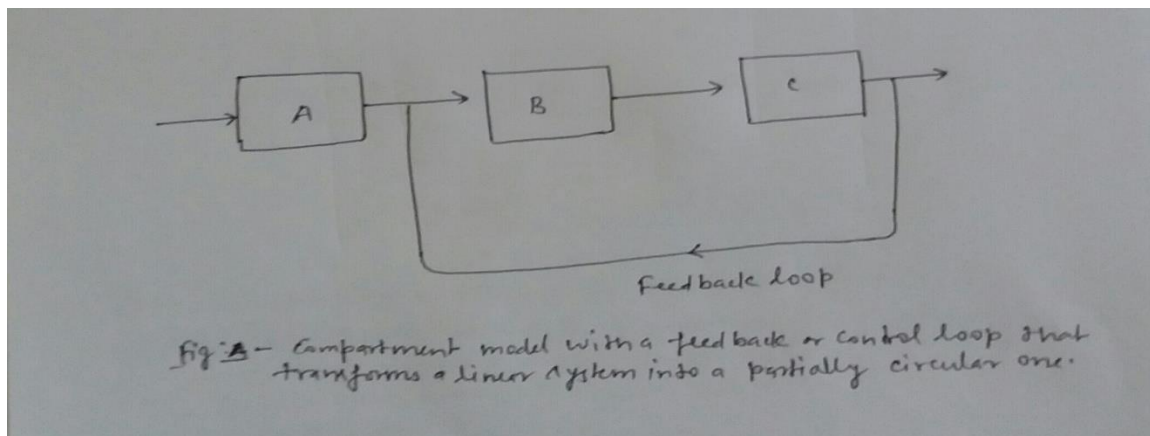 A
B
C
Feedback loop
Fig :A - Compartment model with a feedback or control loop that
transforms a linear system into a partially circular one.